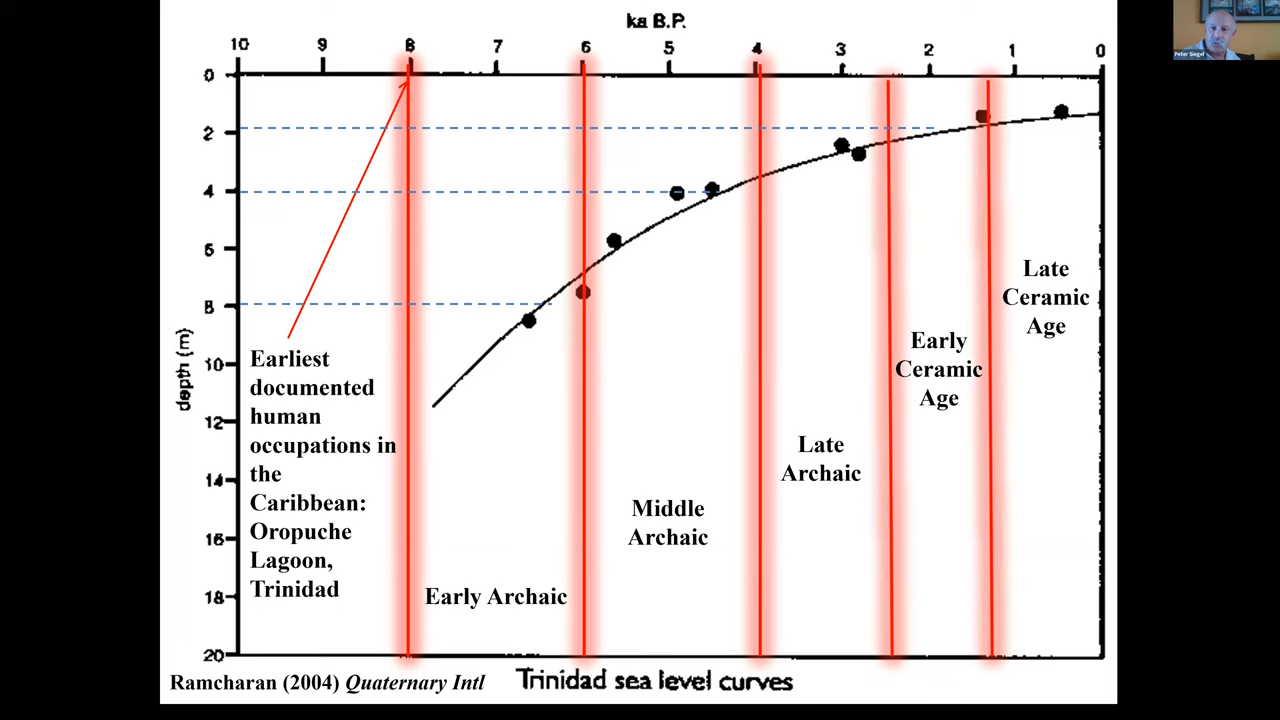 ka B.P.
10 9 8 7 6 5 4 3 2 1 0
0
2
4
6
8
10
12
14
16
18
20
depth (m)
Earliest
documented
human
occupations in
the
Caribbean:
Oropuche
Lagoon,
Trinidad
Early Archaic
Middle
Archaic
Late
Archaic
Early
Ceramic
Age
Late
Ceramic
Age
Ramcharan (2004) Quaternary Intl
Trinidad sea level curves
Peter Siegel